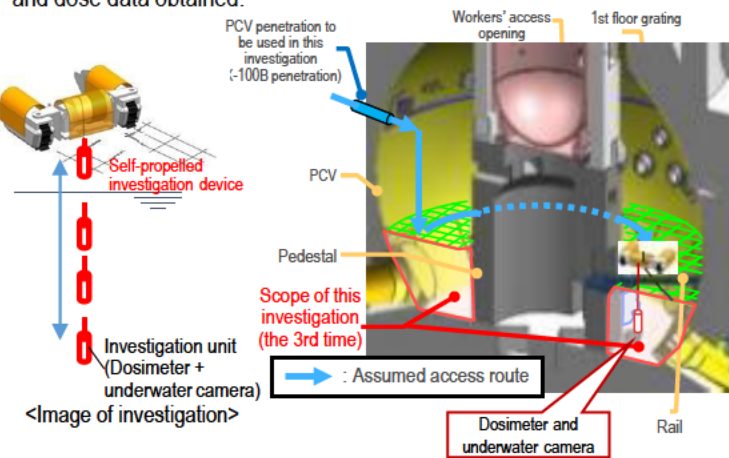 and dose data obtained.
PCV penetration to
be used in this
investigation
X-100B penetration)
Workers' access
opening
1st floor grating
Self-propelled
investigation device
PCV
Pedestal
Scope of this
investigation
(the 3rd time)
Investigation unit
(Dosimeter +
underwater camera)
<Image of investigation>
: Assumed access route
Dosimeter and
underwater camera
Rail